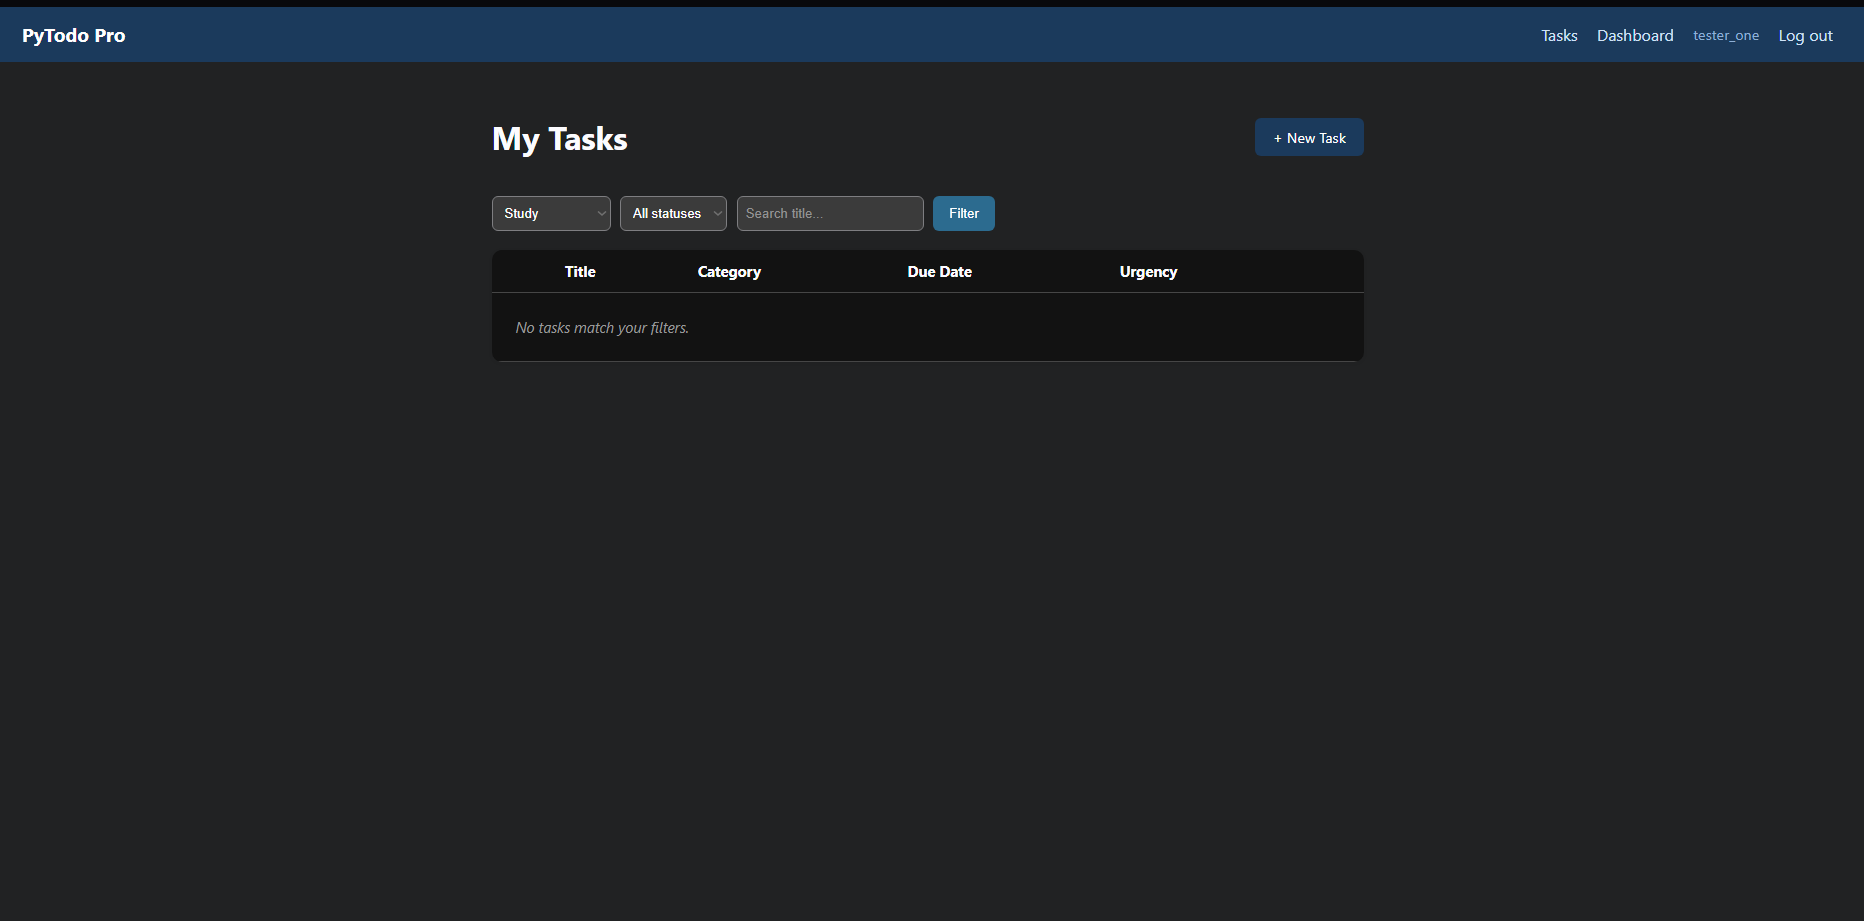 PyTodo Pro Tasks Dashboard tester_one Log out
My Tasks + New Task
Study All statuses Search title... Filter
Title Category Due Date Urgency
No tasks match your filters.